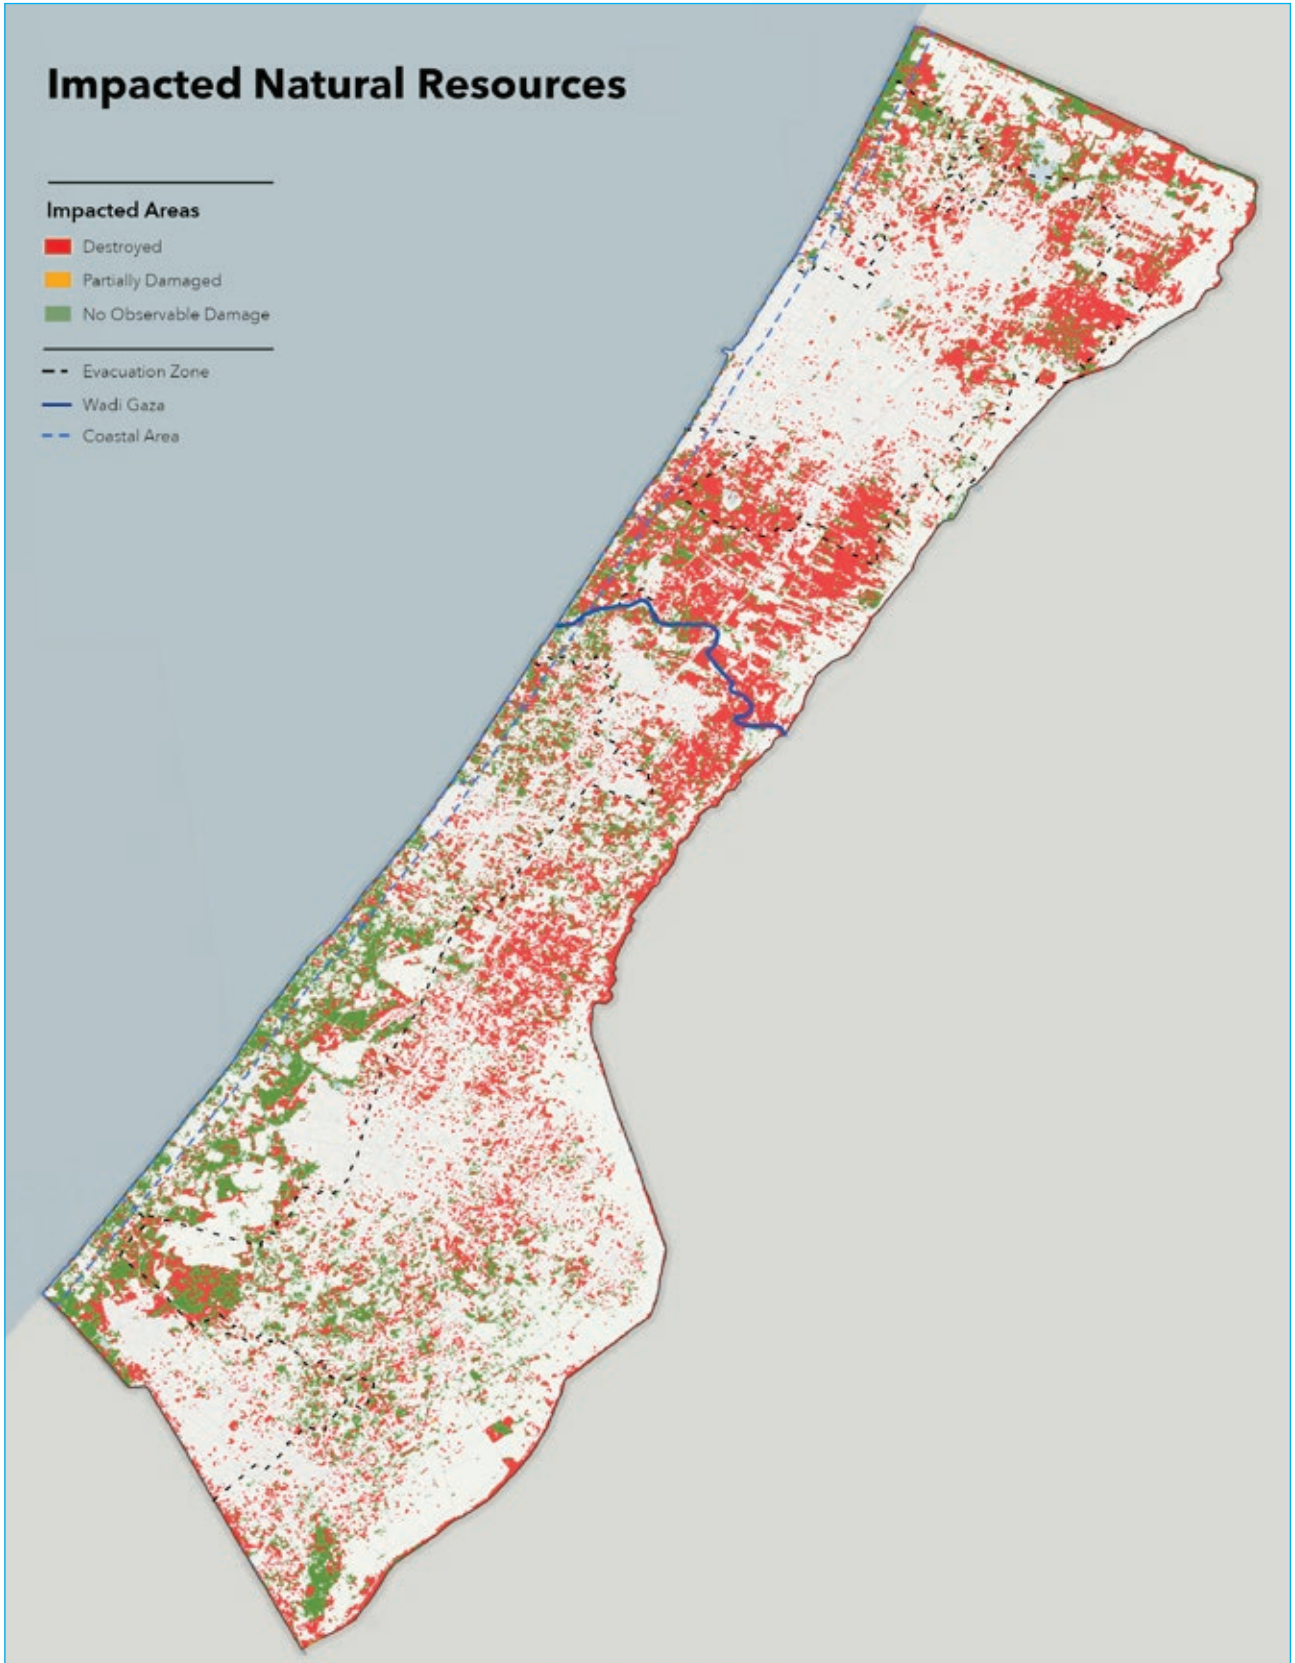 Impacted Natural Resources
Impacted Areas
Destroyed
Partially Damaged
No Observable Damage
Evacuation Zone
Wadi Gaza
Coastal Area